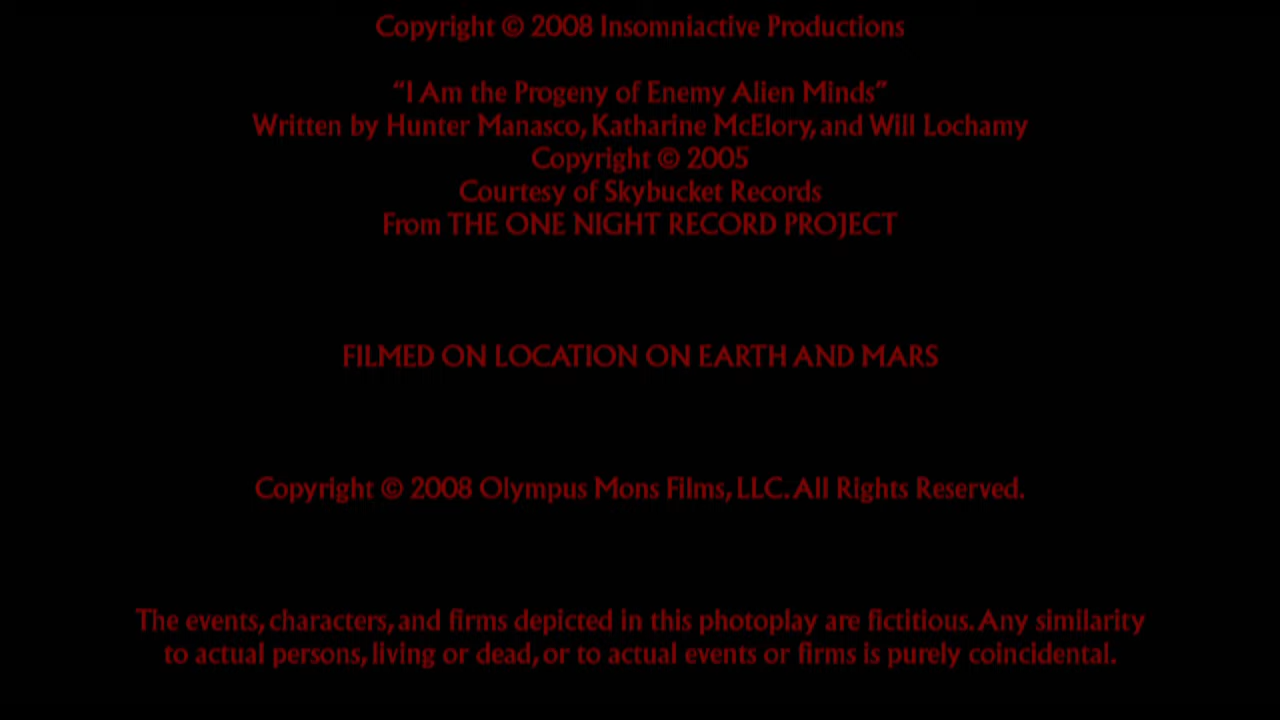 Copyright © 2008 Insomniactive Productions
“I Am the Progeny of Enemy Alien Minds”
Written by Hunter Manasco, Katharine McElory, and Will Lochamy
Copyright © 2005
Courtesy of Skybucket Records
From THE ONE NIGHT RECORD PROJECT
FILMED ON LOCATION ON EARTH AND MARS
Copyright © 2008 Olympus Mons Films, LLC. All Rights Reserved.
The events, characters, and firms depicted in this photoplay are fictitious. Any similarity
to actual persons, living or dead, or to actual events or firms is purely coincidental.